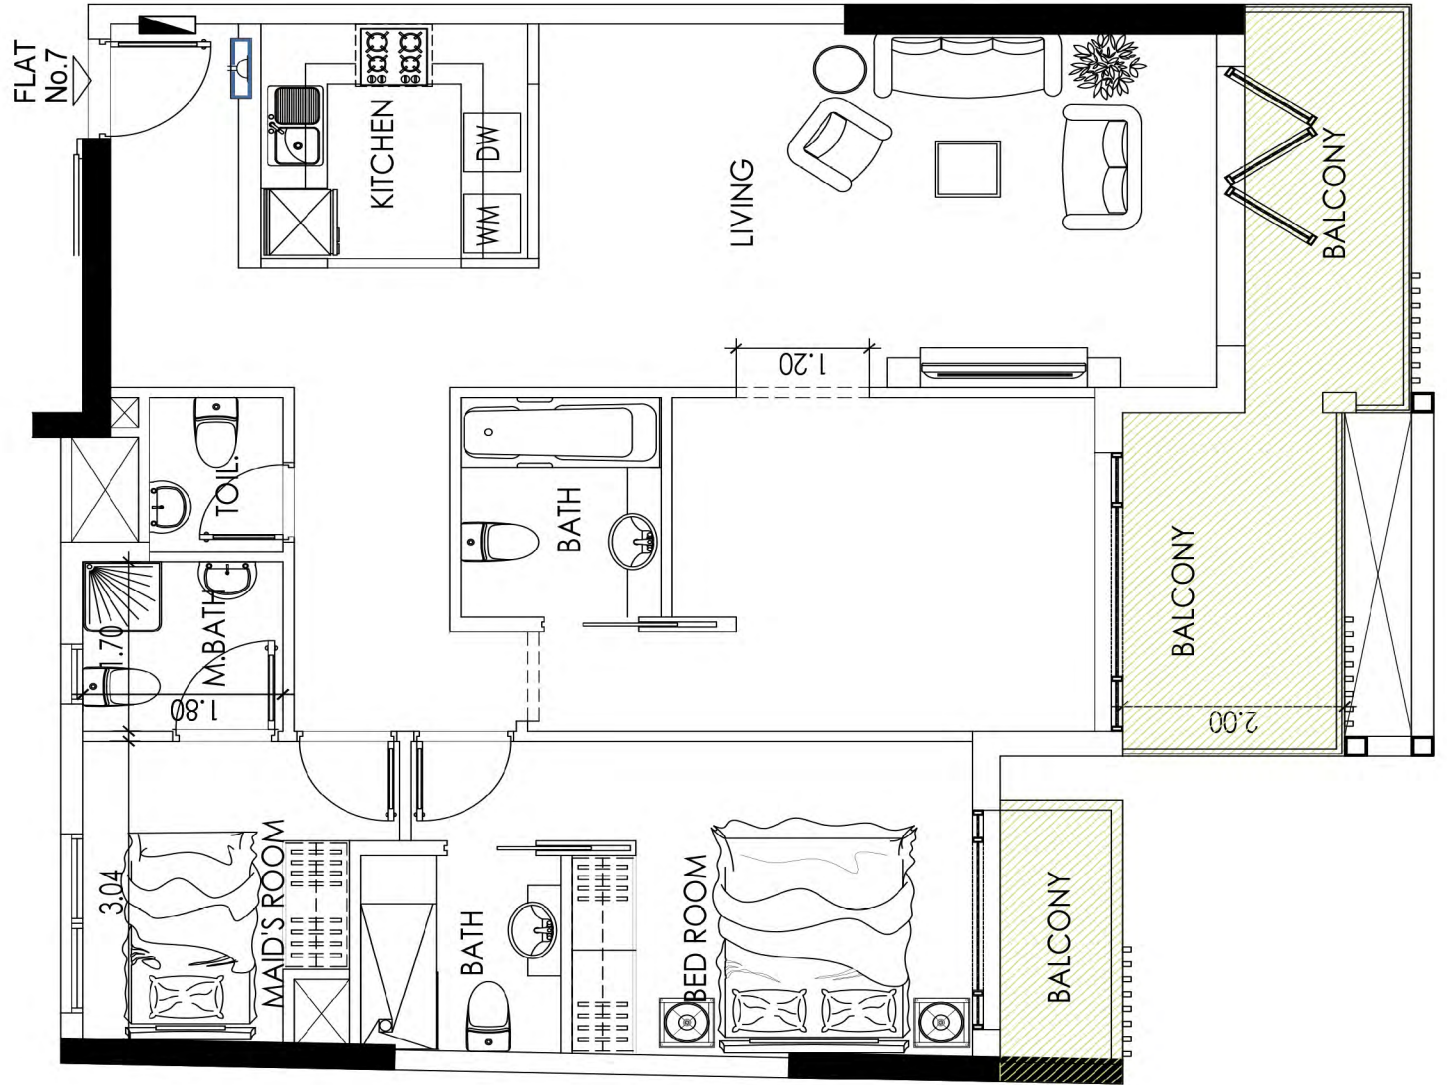 FLAT
No.7
KITCHEN
DW
WM
LIVING
BALCONY
1.20
TOIL.
BATH
BALCONY
M.BATH
1.70
1.80
2.00
MAID'S ROOM
3.04
BATH
BED ROOM
BALCONY